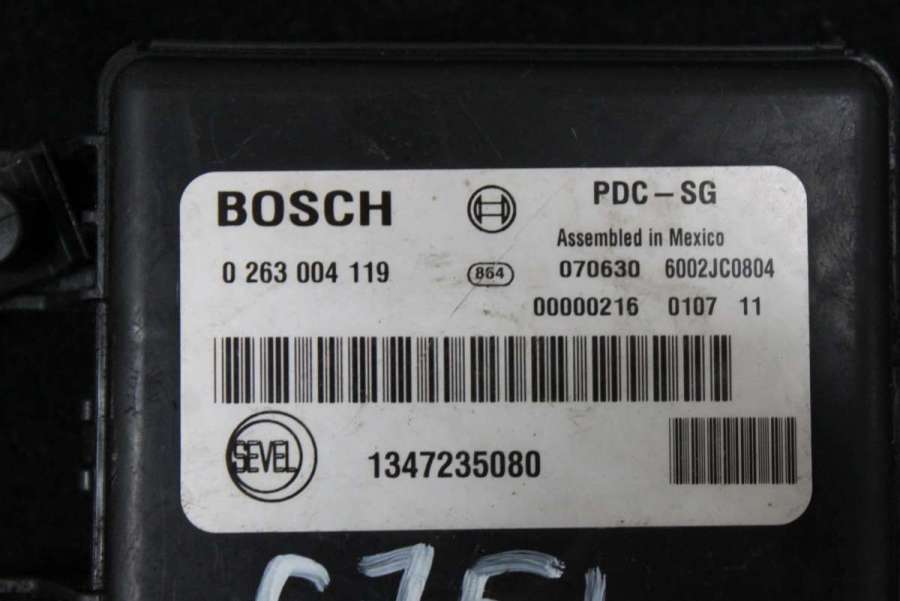 BOSCH
PDC-SG
Assembled in Mexico
0 263 004 119
864
070630 6002JC0804
00000216 0107 11
SEVEL
1347235080